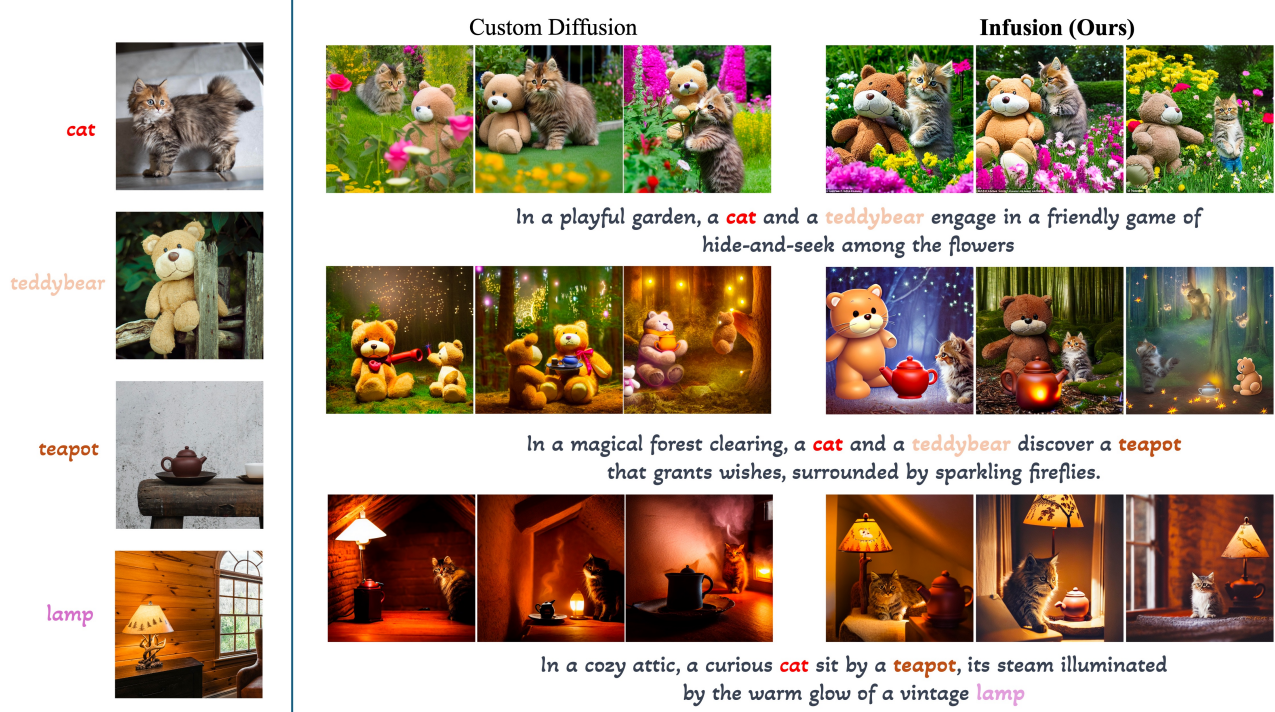 Custom Diffusion
Infusion (Ours)
cat
teddybear
teapot
lamp
In a playful garden, a cat and a teddybear engage in a friendly game of
hide-and-seek among the flowers
In a magical forest clearing, a cat and a teddybear discover a teapot
that grants wishes, surrounded by sparkling fireflies.
In a cozy attic, a curious cat sit by a teapot, its steam illuminated
by the warm glow of a vintage lamp